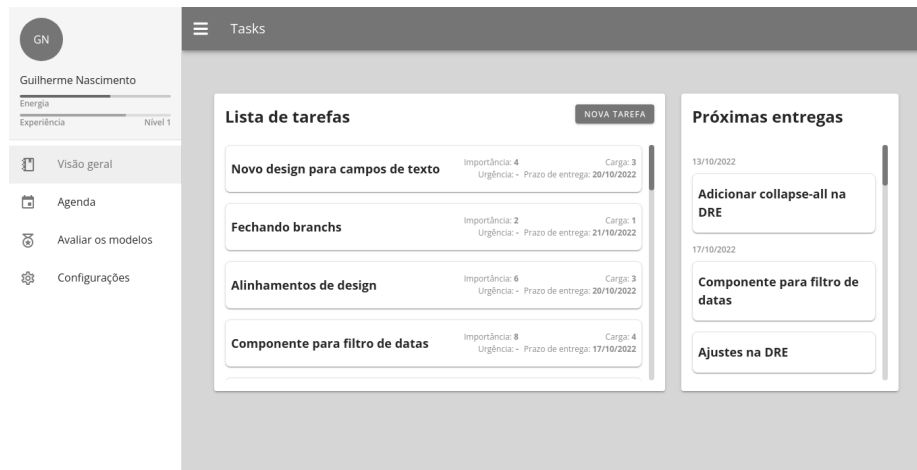 GN
Guilherme Nascimento
Energia
Experiência Nível 1
Visão geral
Agenda
Avaliar os modelos
Configurações
Tasks
Lista de tarefas
NOVA TAREFA
Novo design para campos de texto
Importância: 4 Carga: 3
Urgência: - Prazo de entrega: 20/10/2022
Fechando branchs
Importância: 2 Carga: 1
Urgência: - Prazo de entrega: 21/10/2022
Alinhamentos de design
Importância: 6 Carga: 3
Urgência: - Prazo de entrega: 20/10/2022
Componente para filtro de datas
Importância: 8 Carga: 4
Urgência: - Prazo de entrega: 17/10/2022
Próximas entregas
13/10/2022
Adicionar collapse-all na
DRE
17/10/2022
Componente para filtro de
datas
Ajustes na DRE